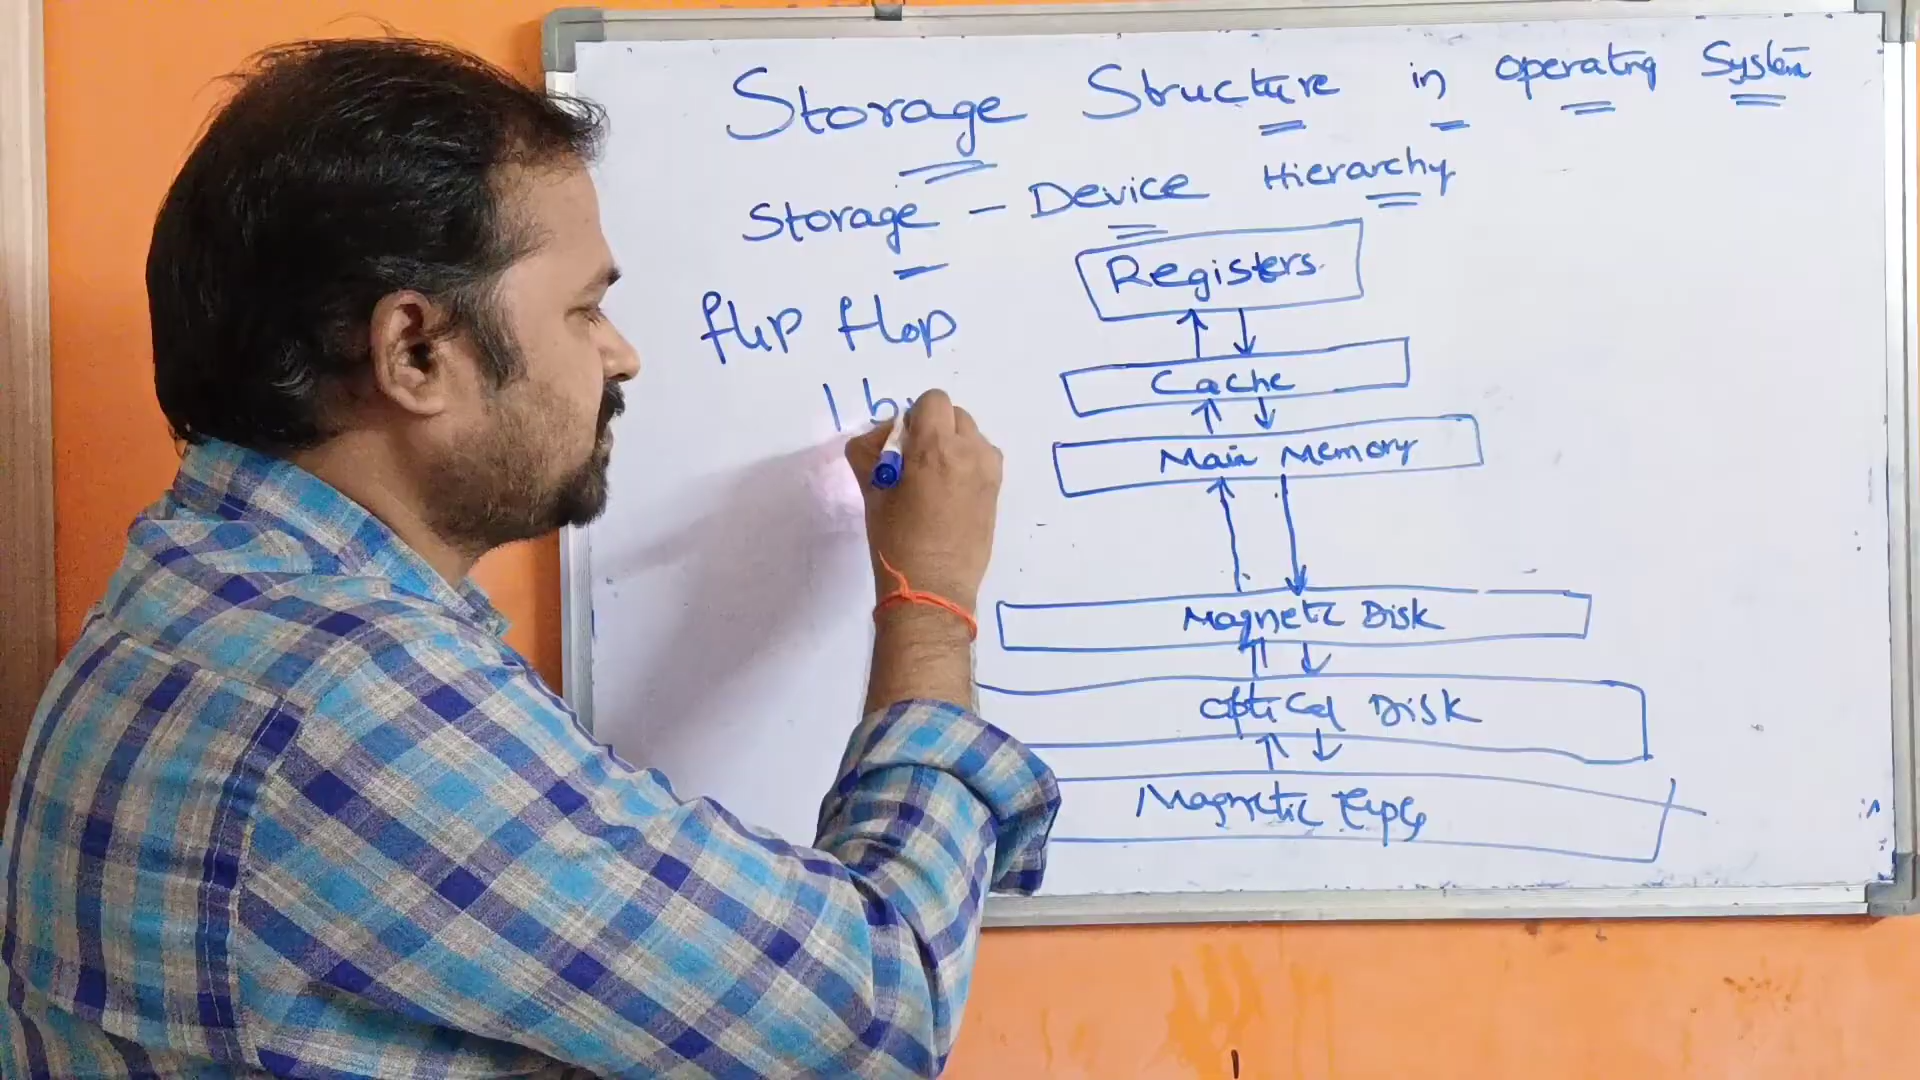 Storage Structure in operating System
Storage - Device Hierarchy
Registers
flip flop
Cache
1 b
Main Memory
Magnetic Disk
optical Disk
Magnetic